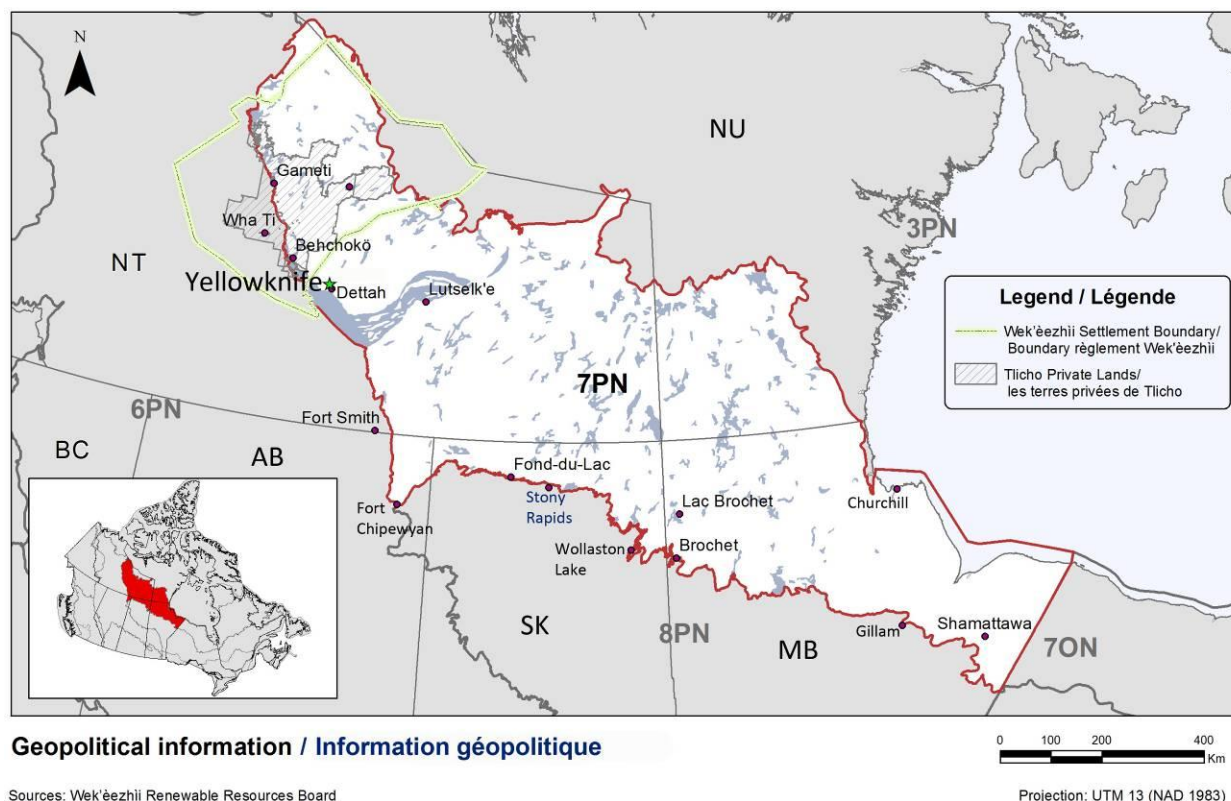 N
NU
Gameti
Wha Ti
Behchokö
3PN
NT
Yellowknife
Dettah
Lutselk'e
Legend / Légende
Wek'èezhìi Settlement Boundary/
Boundary règlement Wek'èezhìi
Tlicho Private Lands/
les terres privées de Tlicho
7PN
6PN
Fort Smith
BC
AB
Fond-du-Lac
Stony
Rapids
Churchill
Fort
Chipewyan
Lac Brochet
Wollaston
Lake
Brochet
SK
8PN
MB
Gillam
Shamattawa
7ON
Geopolitical information / Information géopolitique
0 100 200 400
Km
Sources: Wek'èezhìi Renewable Resources Board
Projection: UTM 13 (NAD 1983)